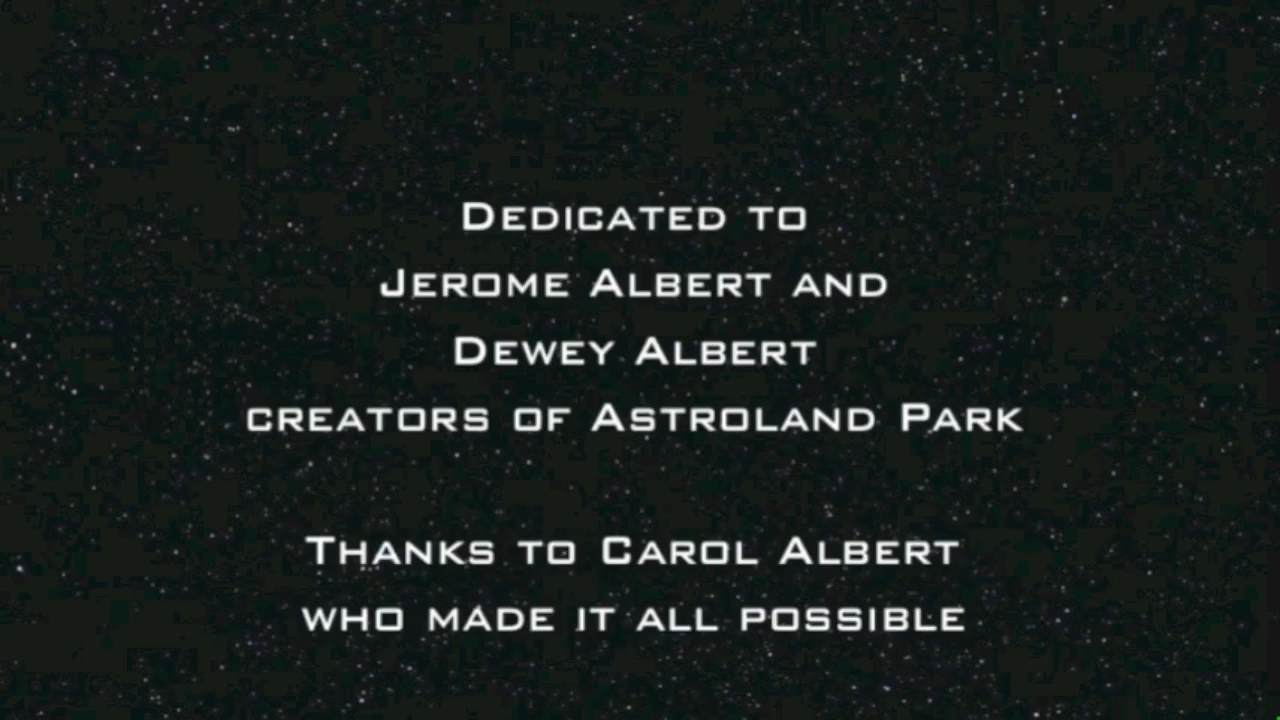 Dedicated to
Jerome Albert and
Dewey Albert
creators of Astroland Park
Thanks to Carol Albert
who made it all possible